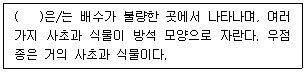 (   )은/는 배수가 불량한 곳에서 나타나며, 여러
가지 사초과 식물이 방석 모양으로 자란다. 우점
종은 거의 사초과 식물이다.